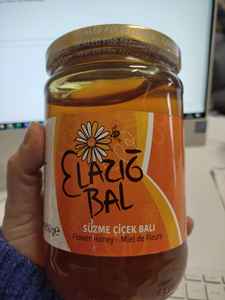 ELAZIĞ
BAL
SÜZME ÇİÇEK BALI
Flower Honey - Miel de Fleurs